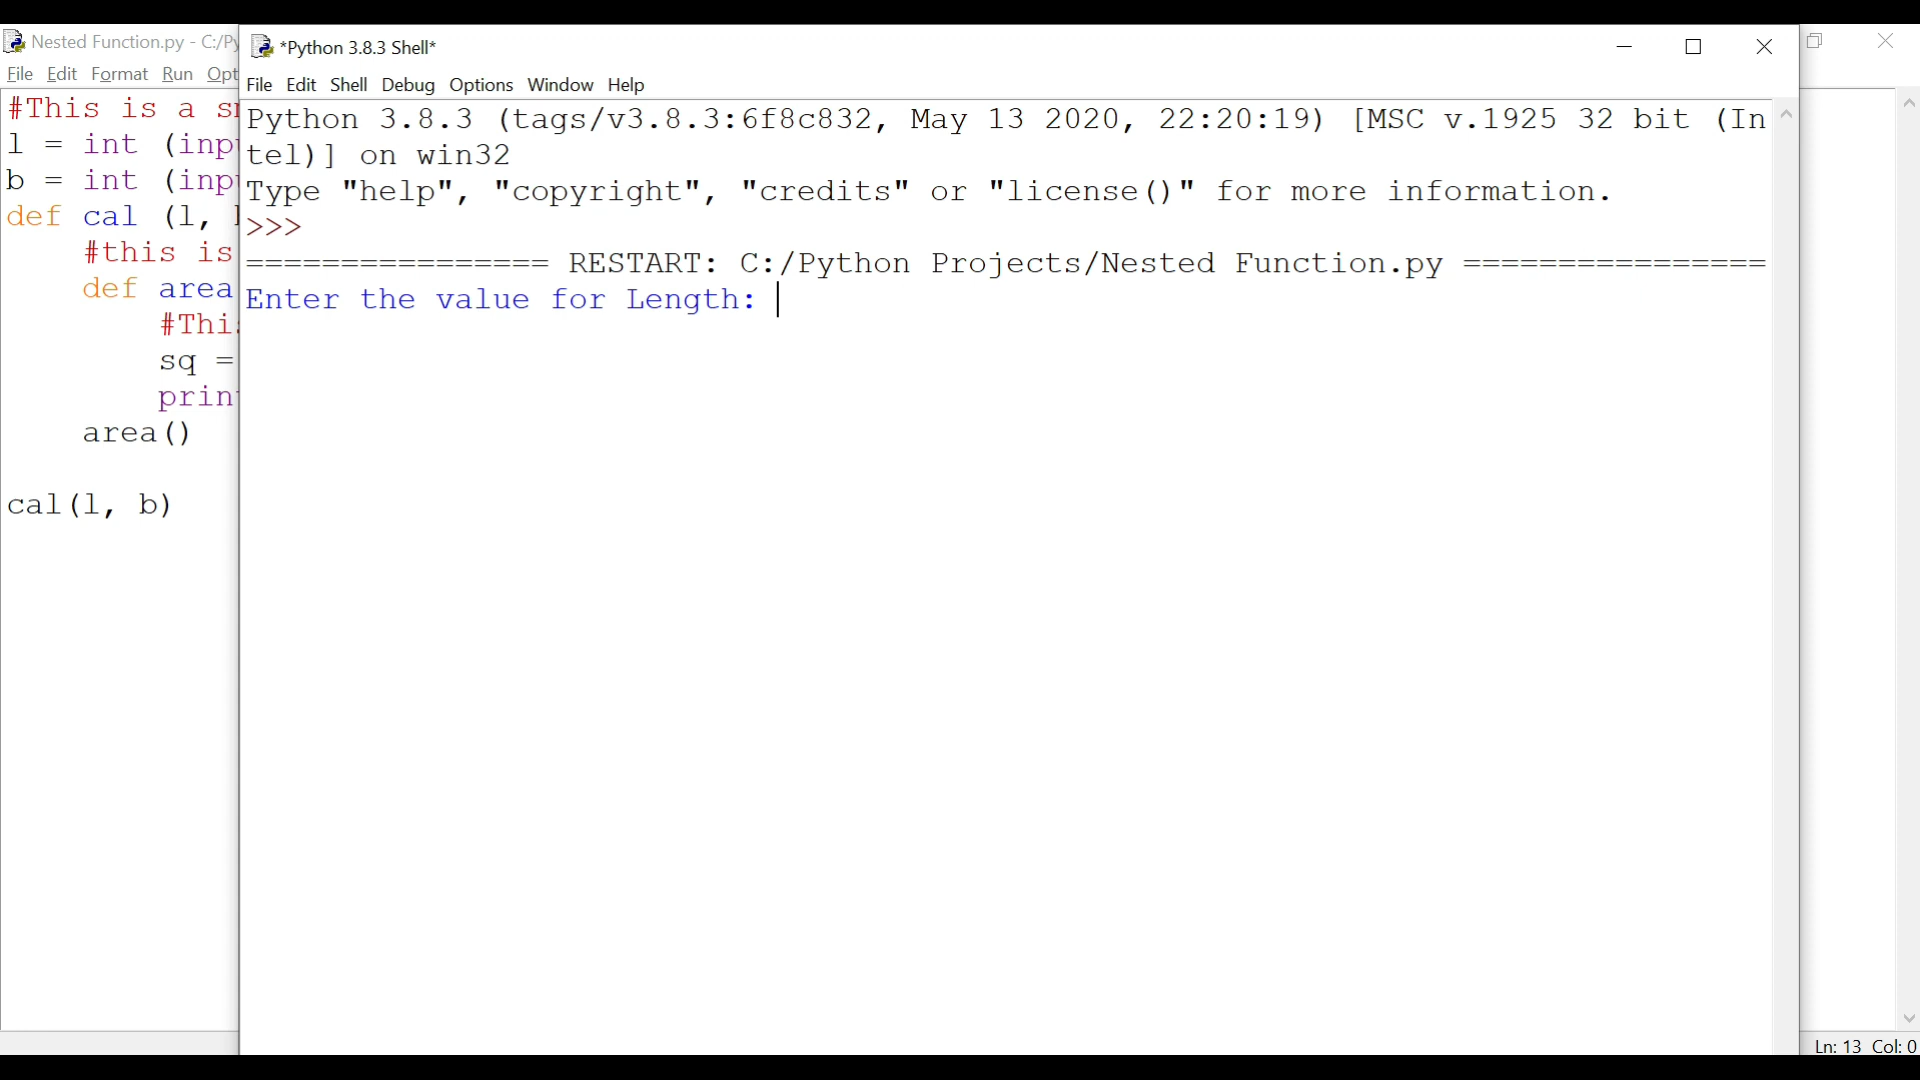 Nested Function.py - C:/Py
File Edit Format Run Opt
#This is a
l = int (inp
b = int (inp
def cal (l,
#this is
def area
#This
sq =
prin
area()
cal(l, b)
*Python 3.8.3 Shell*
File Edit Shell Debug Options Window Help
Python 3.8.3 (tags/v3.8.3:6f8c832, May 13 2020, 22:20:19) [MSC v.1925 32 bit (In
tel)] on win32
Type "help", "copyright", "credits" or "license()" for more information.
>>>
================ RESTART: C:/Python Projects/Nested Function.py ================
Enter the value for Length:
Ln: 13 Col: 0